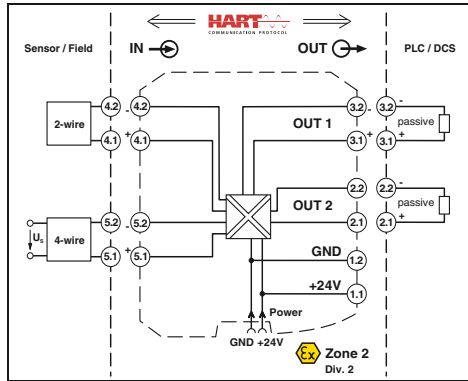 HART
COMMUNICATION PROTOCOL
Sensor / Field
IN
OUT
PLC / DCS
2-wire
4.2
4.2 -
4.1
+ 4.1
OUT 1
3.2 -
3.2 -
passive
3.1 +
3.1 +
OUT 2
2.2
2.2 -
passive
2.1
2.1 +
Us
4-wire
5.2
- 5.2
5.1
+ 5.1
GND
1.2
+24V
1.1
Power
GND +24V
Ex
Zone 2
Div. 2